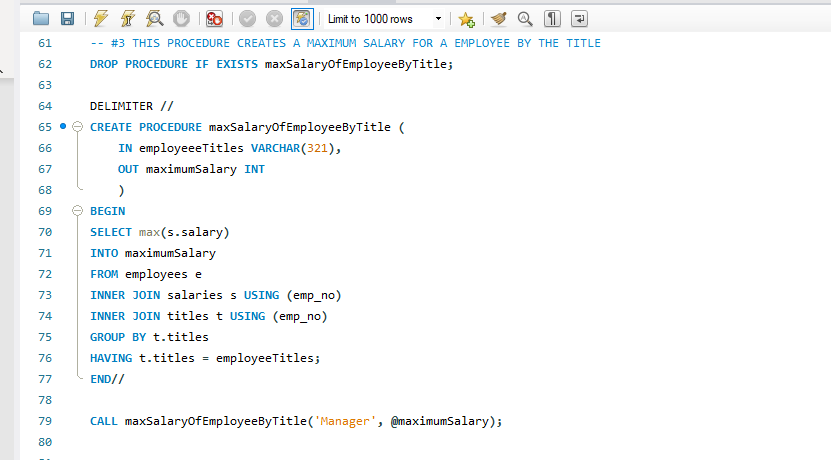 Limit to 1000 rows
61 -- #3 THIS PROCEDURE CREATES A MAXIMUM SALARY FOR A EMPLOYEE BY THE TITLE
62 DROP PROCEDURE IF EXISTS maxSalaryOfEmployeeByTitle;
63
64 DELIMITER //
65 CREATE PROCEDURE maxSalaryOfEmployeeByTitle (
66 IN employeeeTitles VARCHAR(321),
67 OUT maximumSalary INT
68 )
69 BEGIN
70 SELECT max(s.salary)
71 INTO maximumSalary
72 FROM employees e
73 INNER JOIN salaries s USING (emp_no)
74 INNER JOIN titles t USING (emp_no)
75 GROUP BY t.titles
76 HAVING t.titles = employeeTitles;
77 END//
78
79 CALL maxSalaryOfEmployeeByTitle('Manager', @maximumSalary);
80